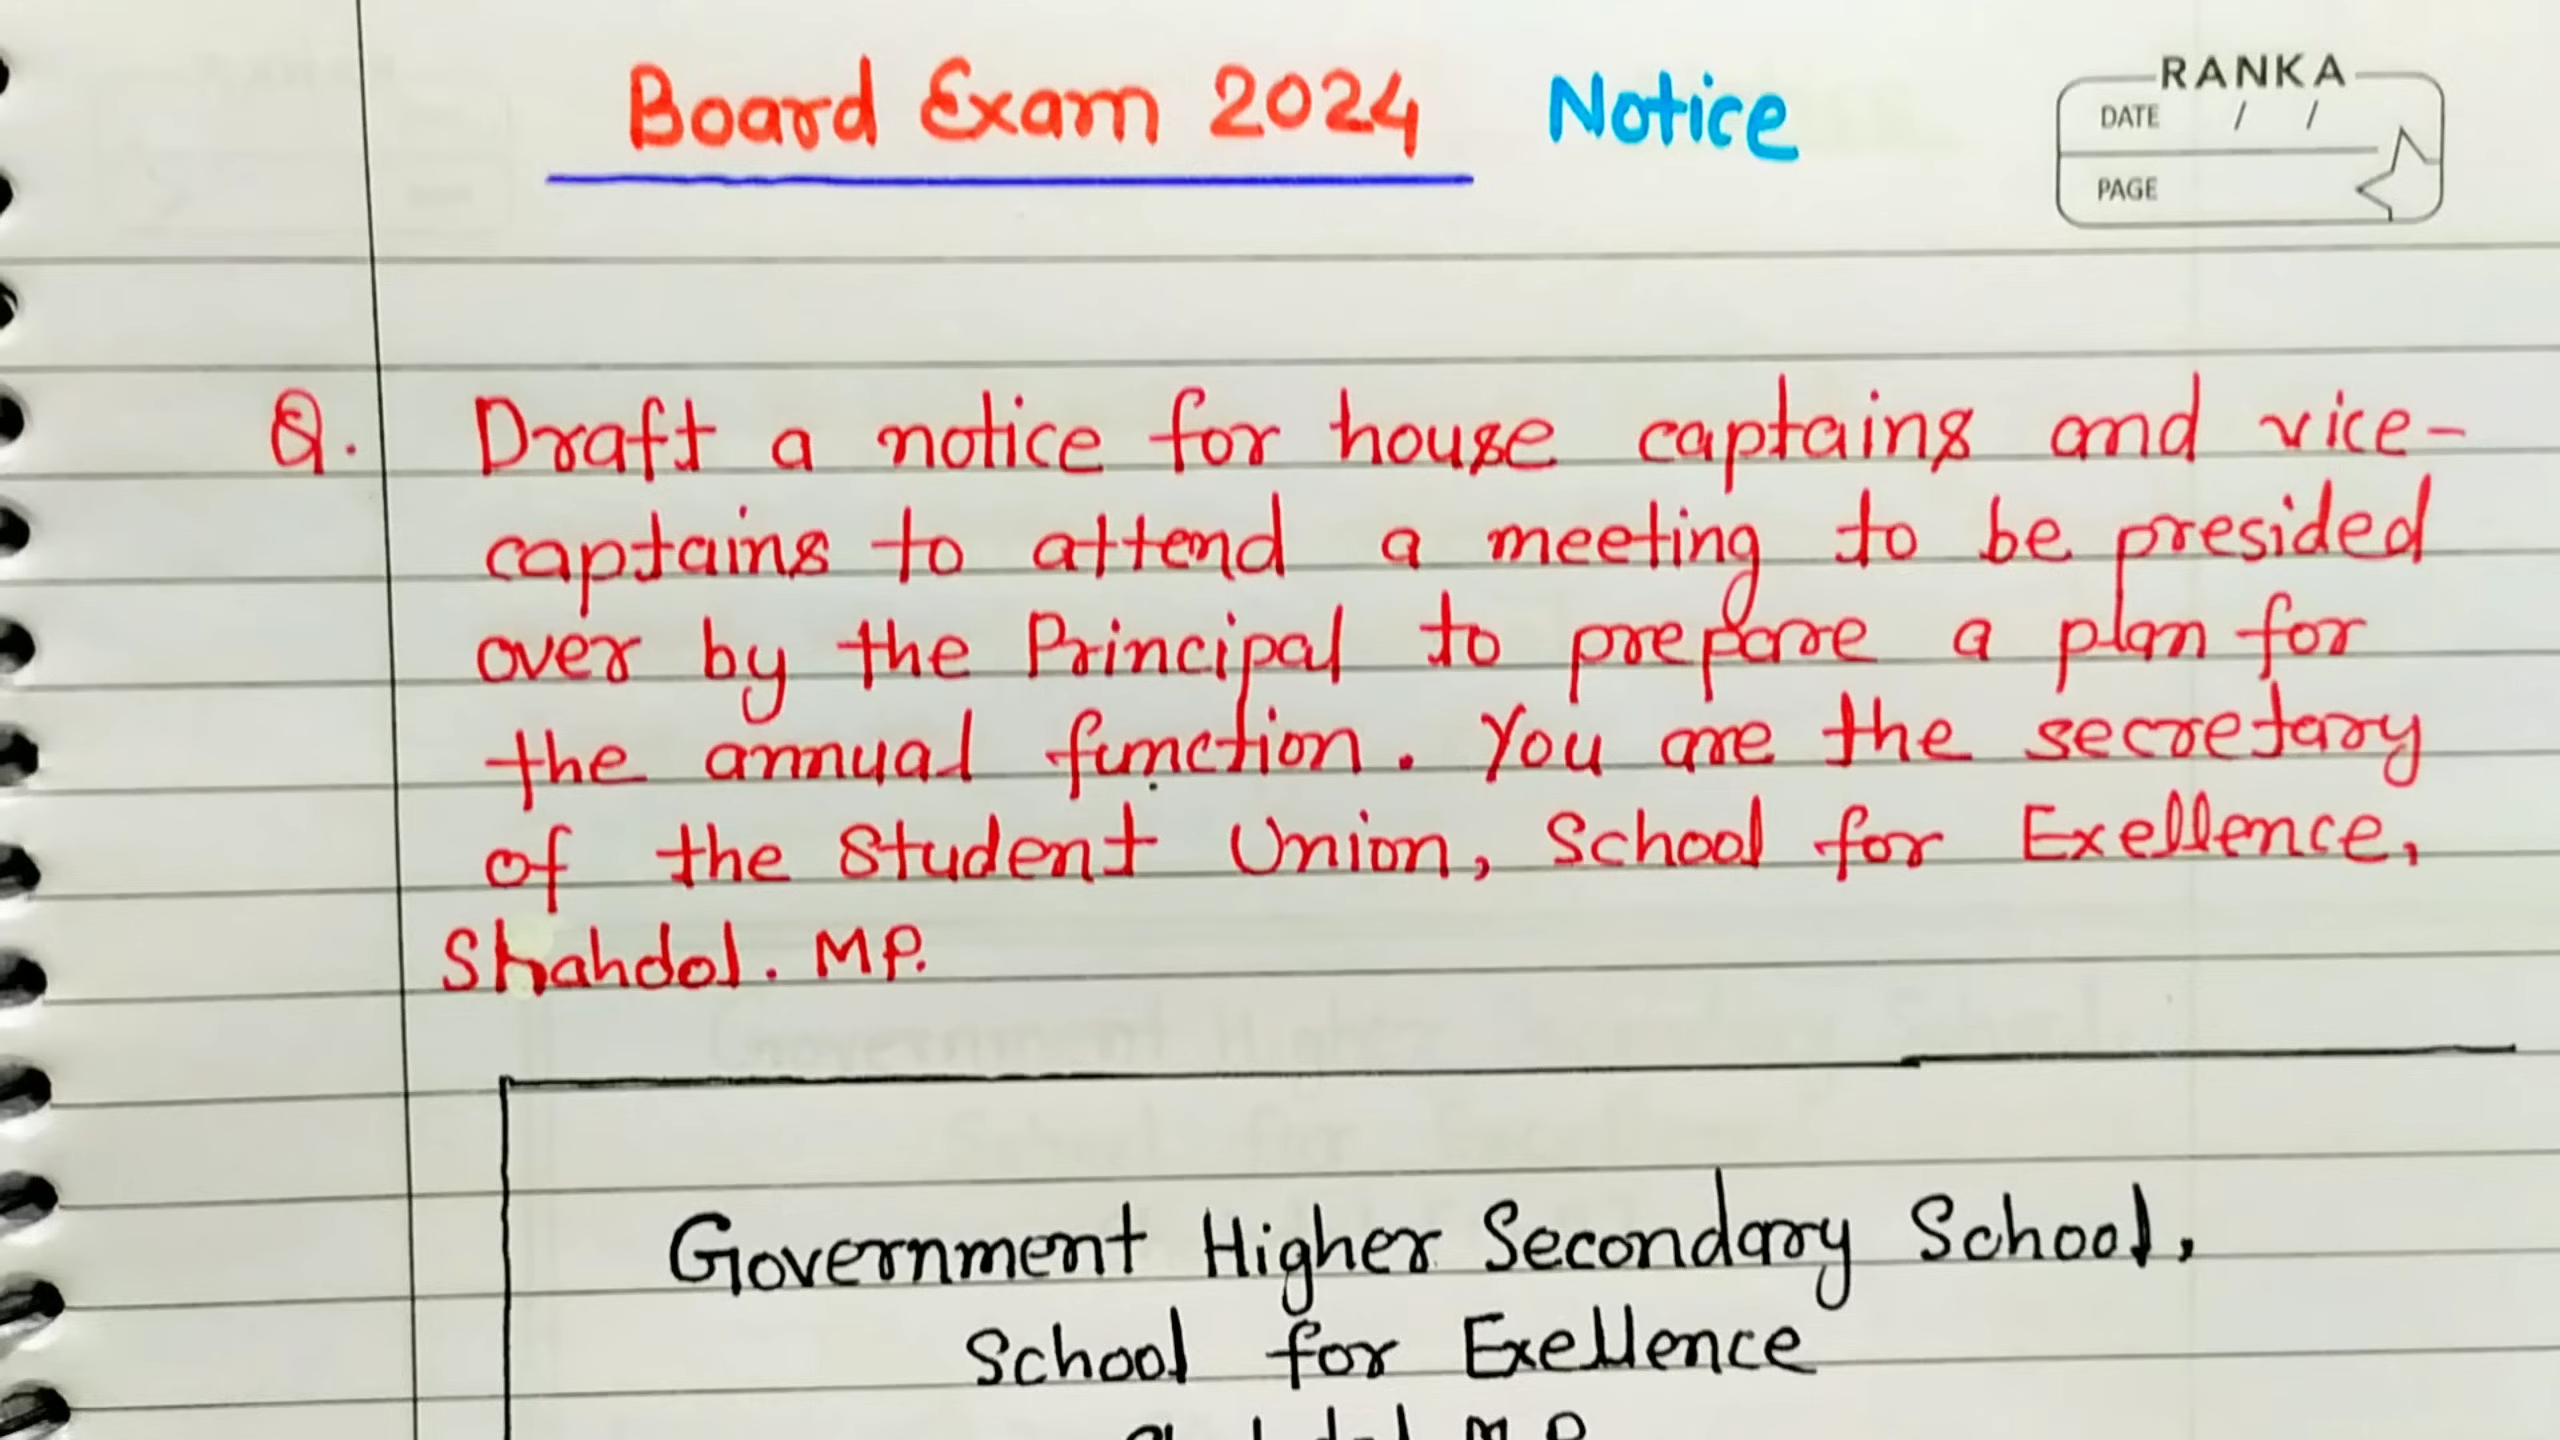 Board Exam 2024 Notice
RANKA
DATE / /
PAGE
Q. Draft a notice for house captains and vice-
captains to attend a meeting to be presided
over by the Principal to prepare a plan for
the annual function. You are the secretary
of the Student Union, School for Exellence,
Shahdol. MP.
Government Higher Secondary School,
School for Exellence